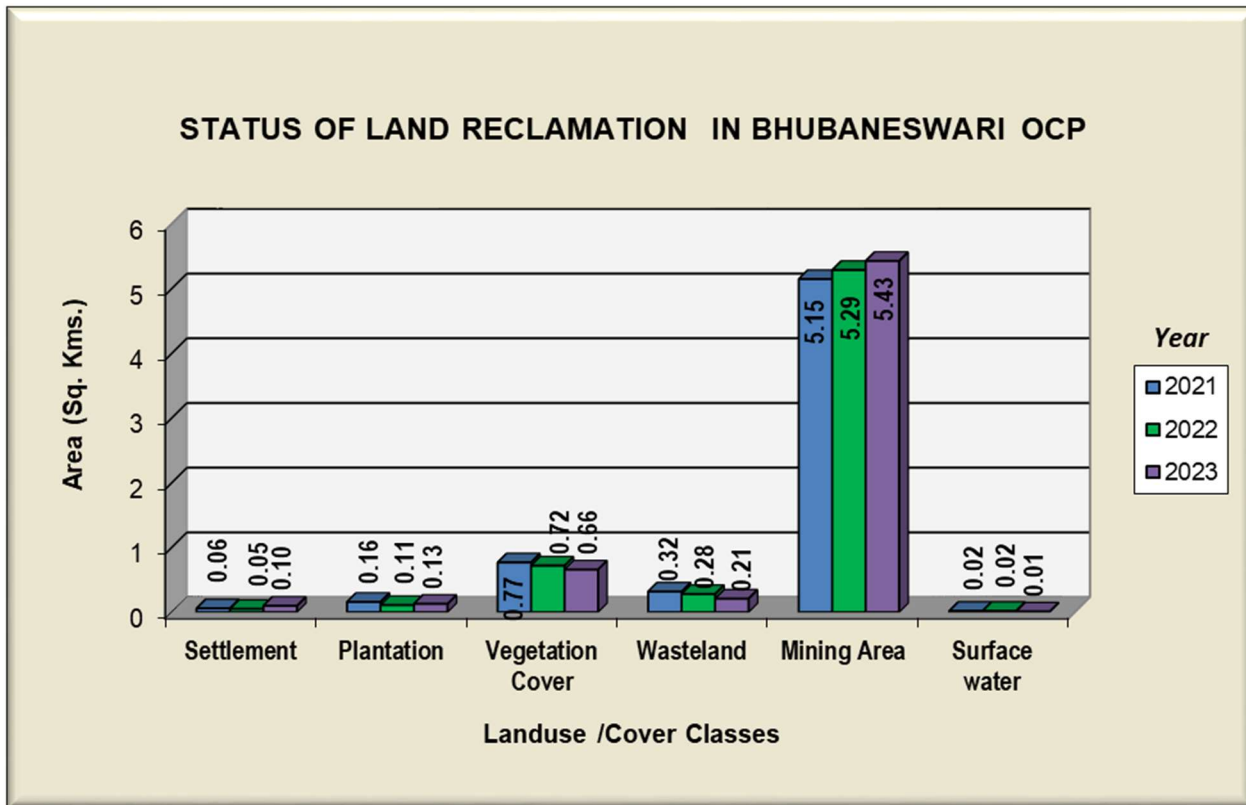 STATUS OF LAND RECLAMATION IN BHUBANESWARI OCP
Area (Sq. Kms.)
6
5
4
3
2
1
0
0.06
0.05
0.10
0.16
0.11
0.13
0.77
0.72
0.66
0.32
0.28
0.21
5.15
5.29
5.43
0.02
0.02
0.01
Settlement
Plantation
Vegetation
Cover
Wasteland
Mining Area
Surface
water
Landuse /Cover Classes
Year
2021
2022
2023